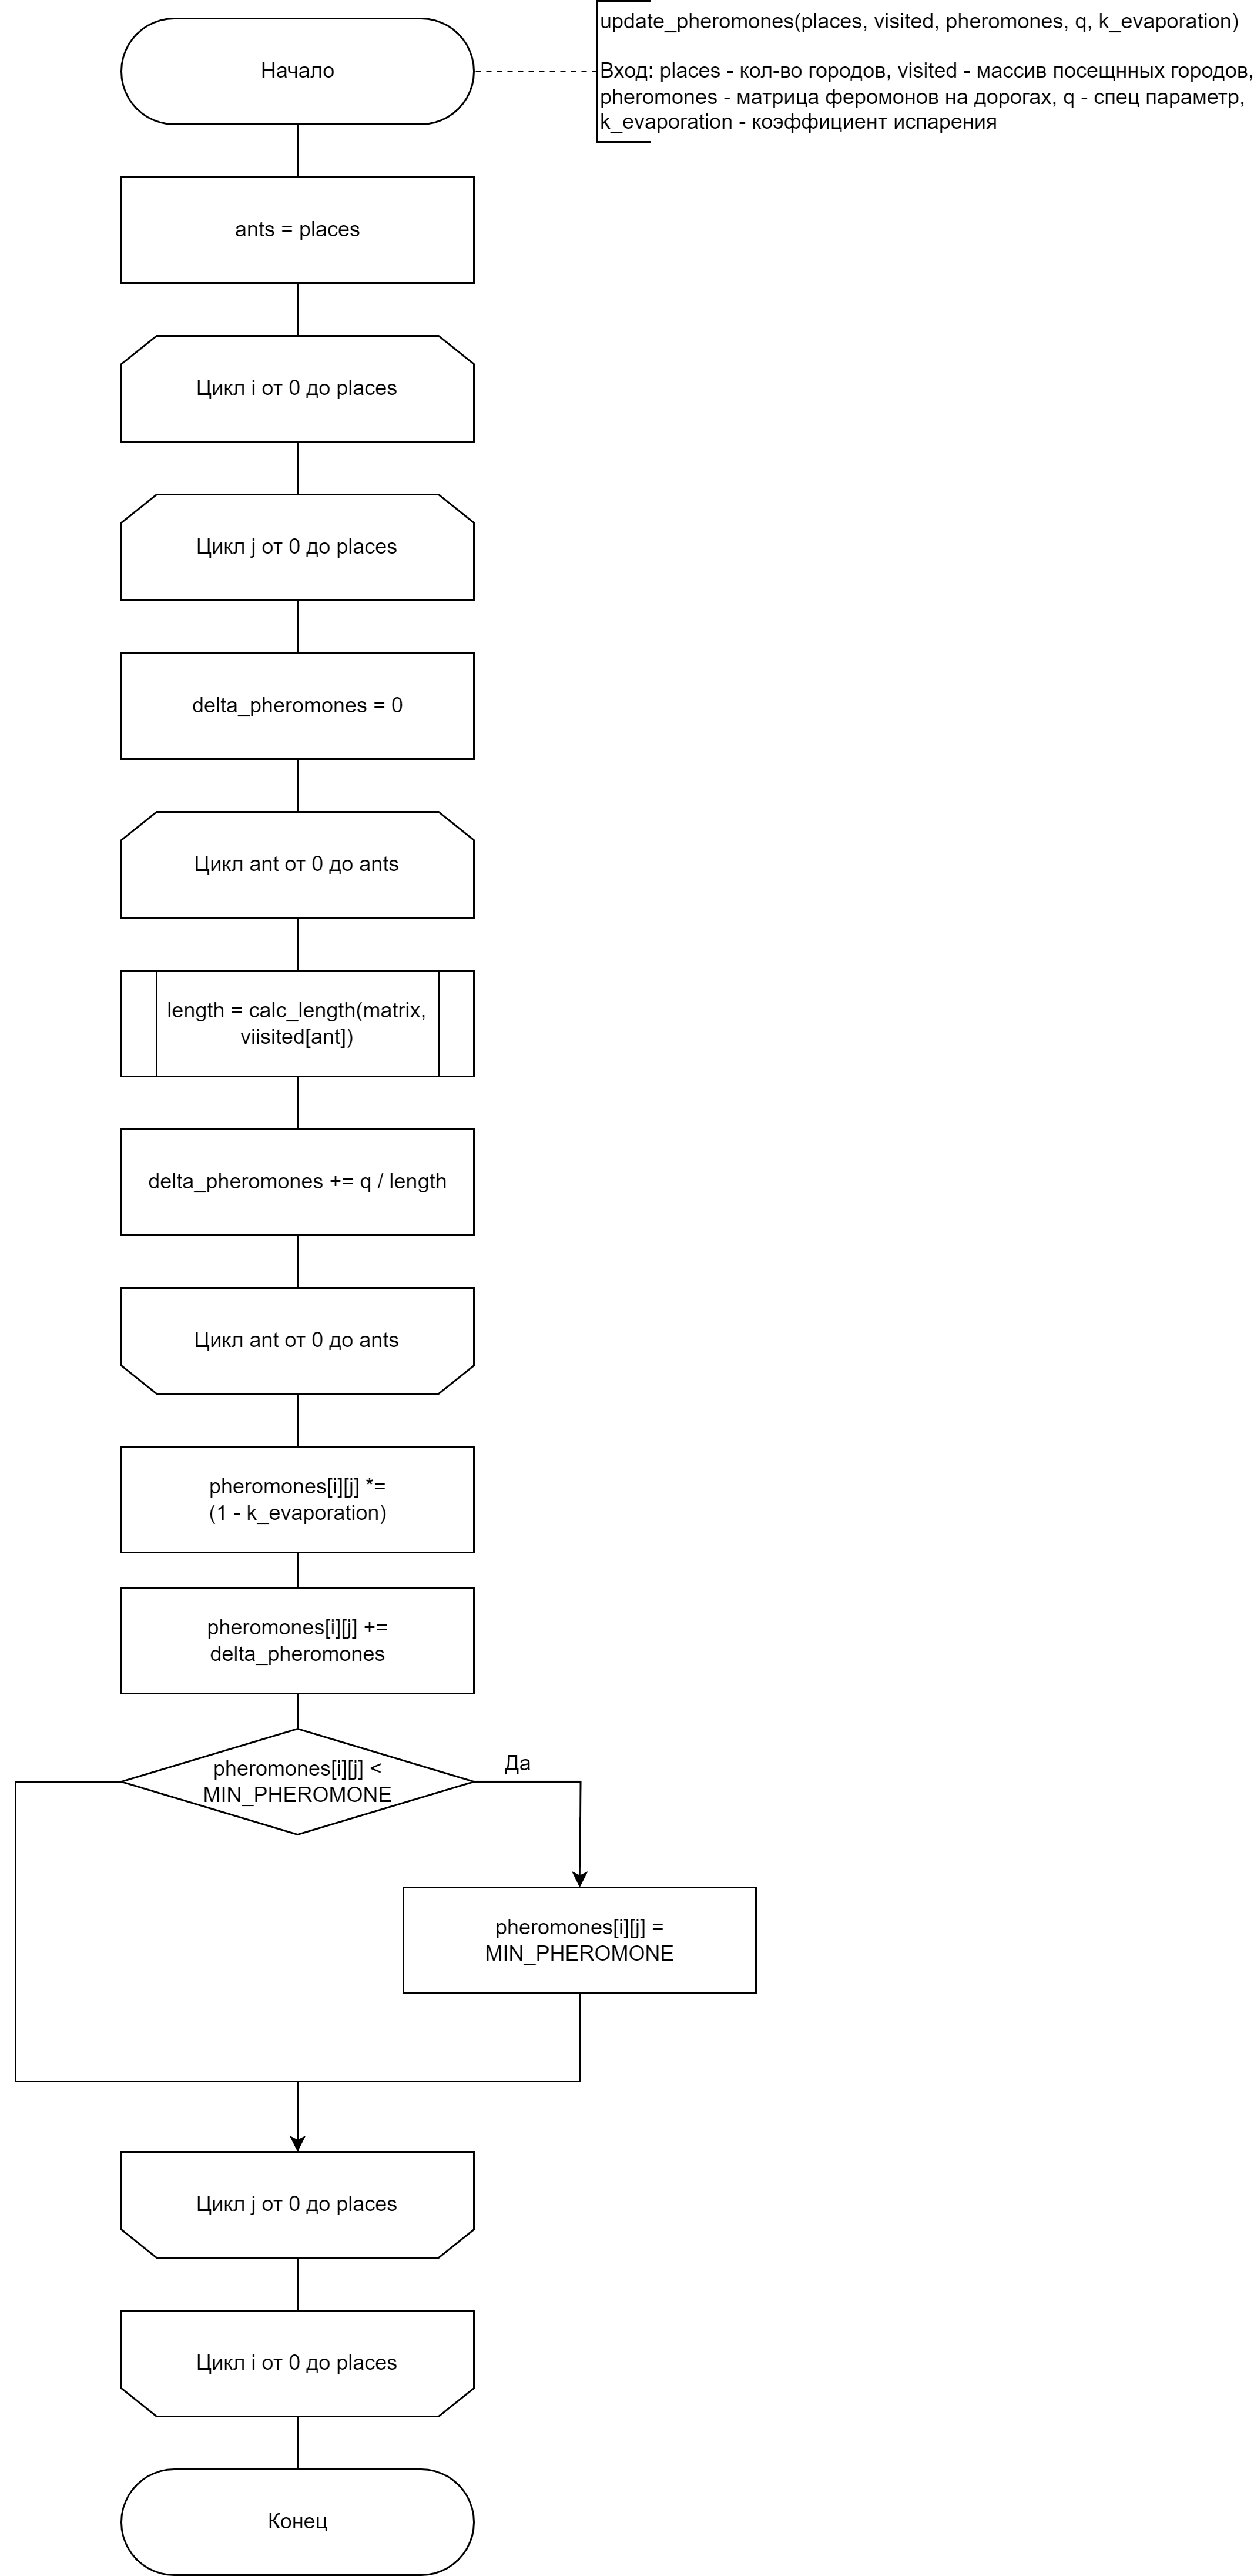 Начало
update_pheromones(places, visited, pheromones, q, k_evaporation)
Вход: places - кол-во городов, visited - массив посещнных городов,
pheromones - матрица феромонов на дорогах, q - спец параметр,
k_evaporation - коэффициент испарения
ants = places
Цикл i от 0 до places
Цикл j от 0 до places
delta_pheromones = 0
Цикл ant от 0 до ants
length = calc_length(matrix,
viisited[ant])
delta_pheromones += q / length
Цикл ant от 0 до ants
pheromones[i][j] *=
(1 - k_evaporation)
pheromones[i][j] +=
delta_pheromones
pheromones[i][j] <
MIN_PHEROMONE
Да
pheromones[i][j] =
MIN_PHEROMONE
Цикл j от 0 до places
Цикл i от 0 до places
Конец